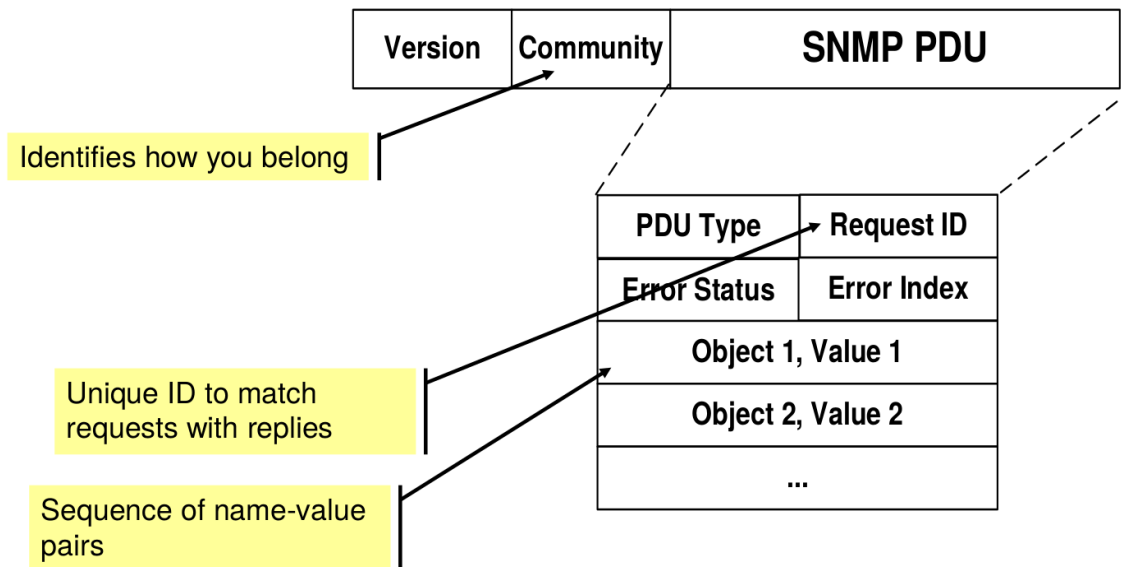 Version Community SNMP PDU
Identifies how you belong
PDU Type Request ID
Error Status Error Index
Object 1, Value 1
Unique ID to match
requests with replies
Object 2, Value 2
...
Sequence of name-value
pairs